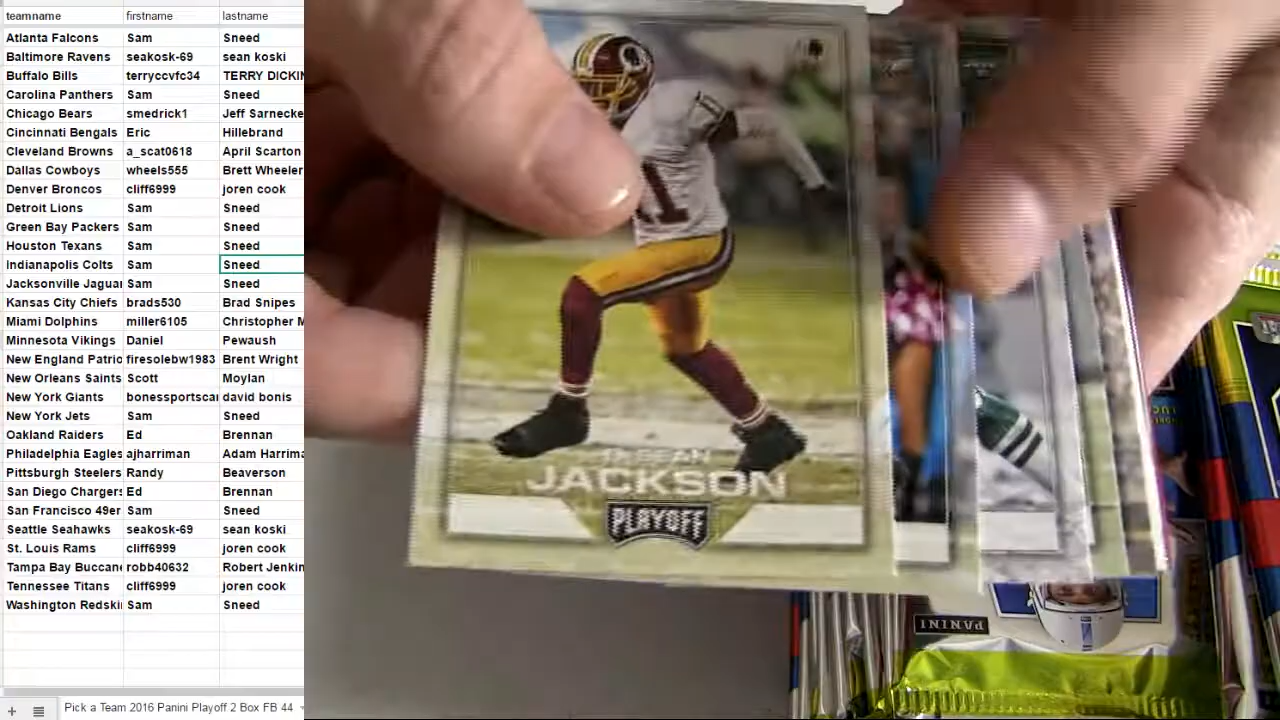 teamname firstname lastname
Atlanta Falcons Sam Sneed
Baltimore Ravens seakosk-69 sean koski
Buffalo Bills terryccvfc34 TERRY DICKIN
Carolina Panthers Sam Sneed
Chicago Bears smedrick1 Jeff Sarnecke
Cincinnati Bengals Eric Hillebrand
Cleveland Browns a_scat0618 April Scarton
Dallas Cowboys wheels555 Brett Wheeler
Denver Broncos cliff6999 joren cook
Detroit Lions Sam Sneed
Green Bay Packers Sam Sneed
Houston Texans Sam Sneed
Indianapolis Colts Sam Sneed
Jacksonville Jaguar Sam Sneed
Kansas City Chiefs brads530 Brad Snipes
Miami Dolphins miller6105 Christopher M
Minnesota Vikings Daniel Pewaush
New England Patrio firesolebw1983 Brent Wright
New Orleans Saints Scott Moylan
New York Giants bonessportscar david bonis
New York Jets Sam Sneed
Oakland Raiders Ed Brennan
Philadelphia Eagles ajharriman Adam Harrima
Pittsburgh Steelers Randy Beaverson
San Diego Chargers Ed Brennan
San Francisco 49er Sam Sneed
Seattle Seahawks seakosk-69 sean koski
St. Louis Rams cliff6999 joren cook
Tampa Bay Buccane robb40632 Robert Jenkin
Tennessee Titans cliff6999 joren cook
Washington Redski Sam Sneed
Pick a Team 2016 Panini Playoff 2 Box FB 44
DESEAN
JACKSON
PLAYOFF
PANINI